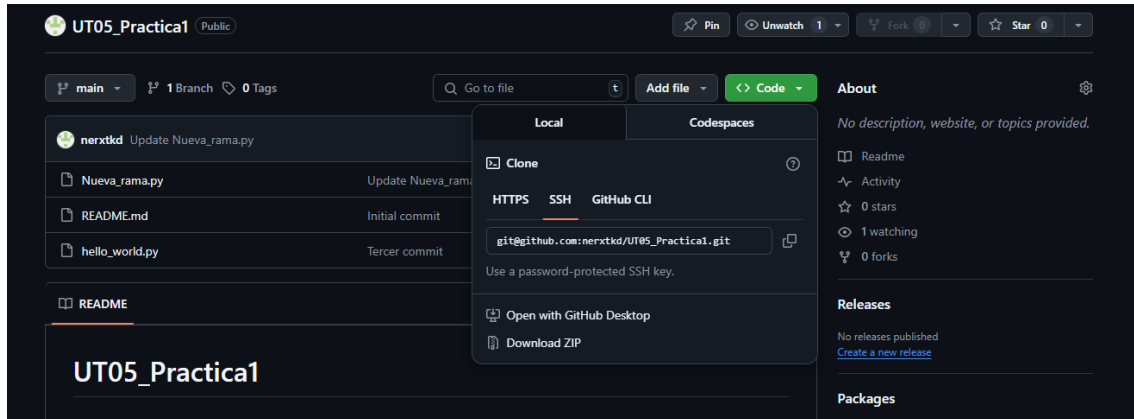 UT05_Practica1 Public
Pin
Unwatch 1
Fork 0
Star 0
main
1 Branch
0 Tags
Go to file t
Add file
<> Code
nerxtkd Update Nueva_rama.py
Nueva_rama.py Update Nueva_rama
README.md Initial commit
hello_world.py Tercer commit
README
UT05_Practica1
Local
Codespaces
Clone
HTTPS SSH GitHub CLI
git@github.com:nerxtkd/UT05_Practica1.git
Use a password-protected SSH key.
Open with GitHub Desktop
Download ZIP
About
No description, website, or topics provided.
Readme
Activity
0 stars
1 watching
0 forks
Releases
No releases published
Create a new release
Packages